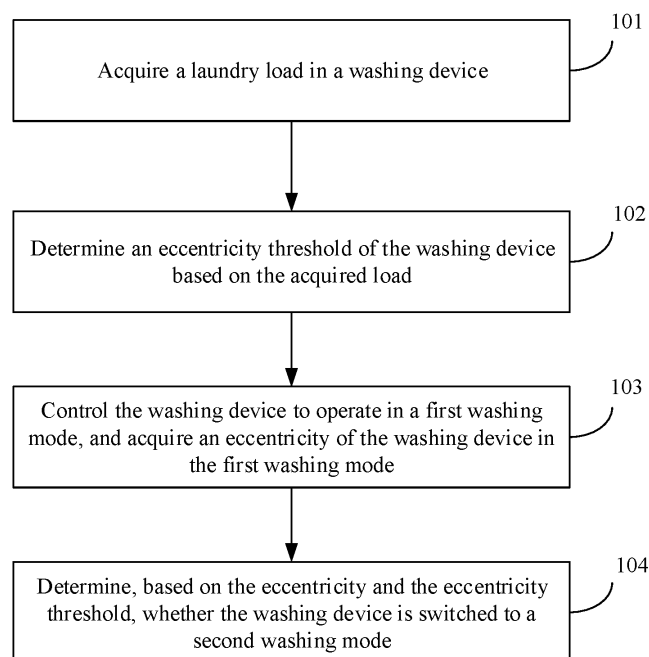 101
Acquire a laundry load in a washing device
102
Determine an eccentricity threshold of the washing device
based on the acquired load
103
Control the washing device to operate in a first washing
mode, and acquire an eccentricity of the washing device in
the first washing mode
104
Determine, based on the eccentricity and the eccentricity
threshold, whether the washing device is switched to a
second washing mode